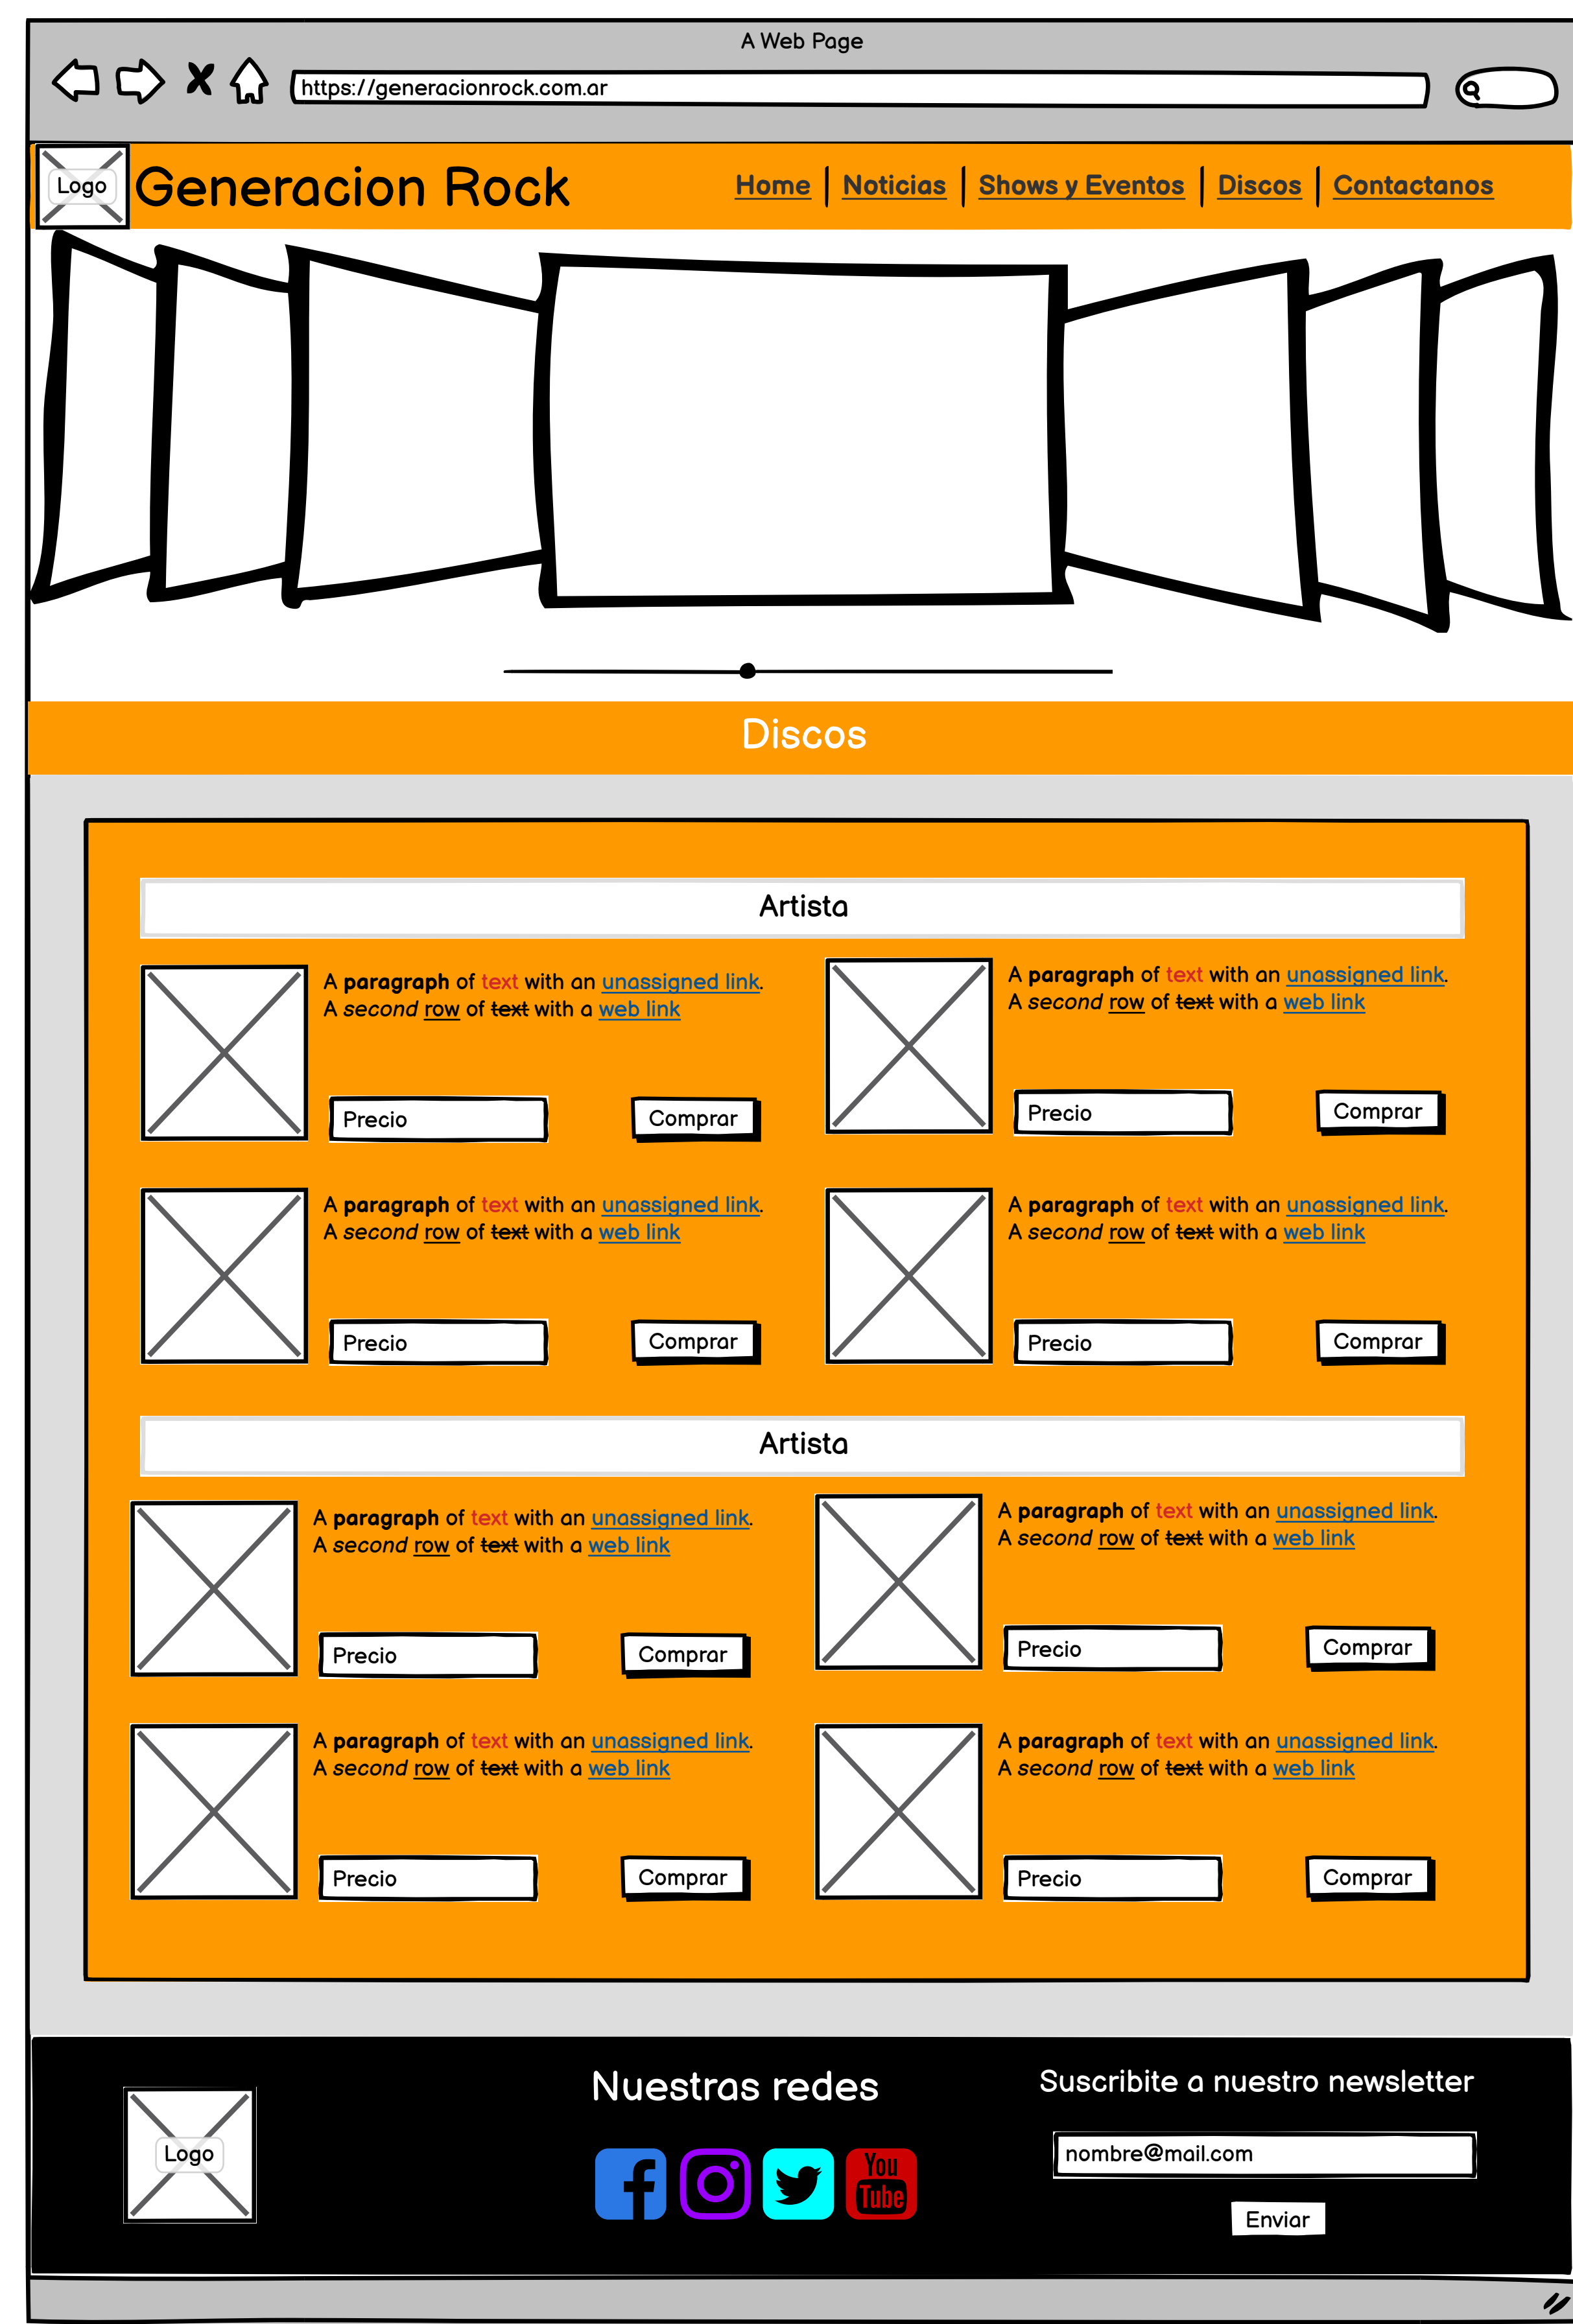 A Web Page
https://generacionrock.com.ar
Logo
Generacion Rock
Home
Noticias
Shows y Eventos
Discos
Contactanos
Discos
Artista
A paragraph of text with an unassigned link.
A second row of text with a web link
Precio
Comprar
A paragraph of text with an unassigned link.
A second row of text with a web link
Precio
Comprar
A paragraph of text with an unassigned link.
A second row of text with a web link
Precio
Comprar
A paragraph of text with an unassigned link.
A second row of text with a web link
Precio
Comprar
Artista
A paragraph of text with an unassigned link.
A second row of text with a web link
Precio
Comprar
A paragraph of text with an unassigned link.
A second row of text with a web link
Precio
Comprar
A paragraph of text with an unassigned link.
A second row of text with a web link
Precio
Comprar
A paragraph of text with an unassigned link.
A second row of text with a web link
Precio
Comprar
Logo
Nuestras redes
You
Tube
Suscribite a nuestro newsletter
nombre@mail.com
Enviar